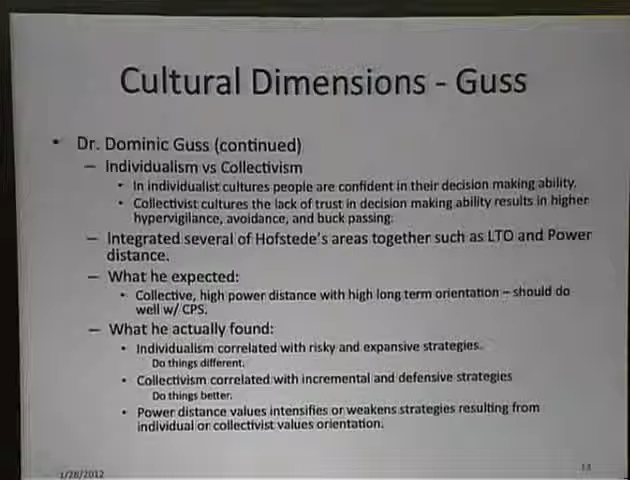 Cultural Dimensions - Guss
• Dr. Dominic Guss (continued)
– Individualism vs Collectivism
• In individualist cultures people are confident in their decision making ability.
• Collectivist cultures the lack of trust in decision making ability results in higher
hypervigilance, avoidance, and buck passing.
– Integrated several of Hofstede's areas together such as LTO and Power
distance.
– What he expected:
• Collective, high power distance with high long term orientation – should do
well w/ CPS.
– What he actually found:
• Individualism correlated with risky and expansive strategies.
Do things different.
• Collectivism correlated with incremental and defensive strategies
Do things better.
• Power distance values intensifies or weakens strategies resulting from
individual or collectivist values orientation.
1/28/2012